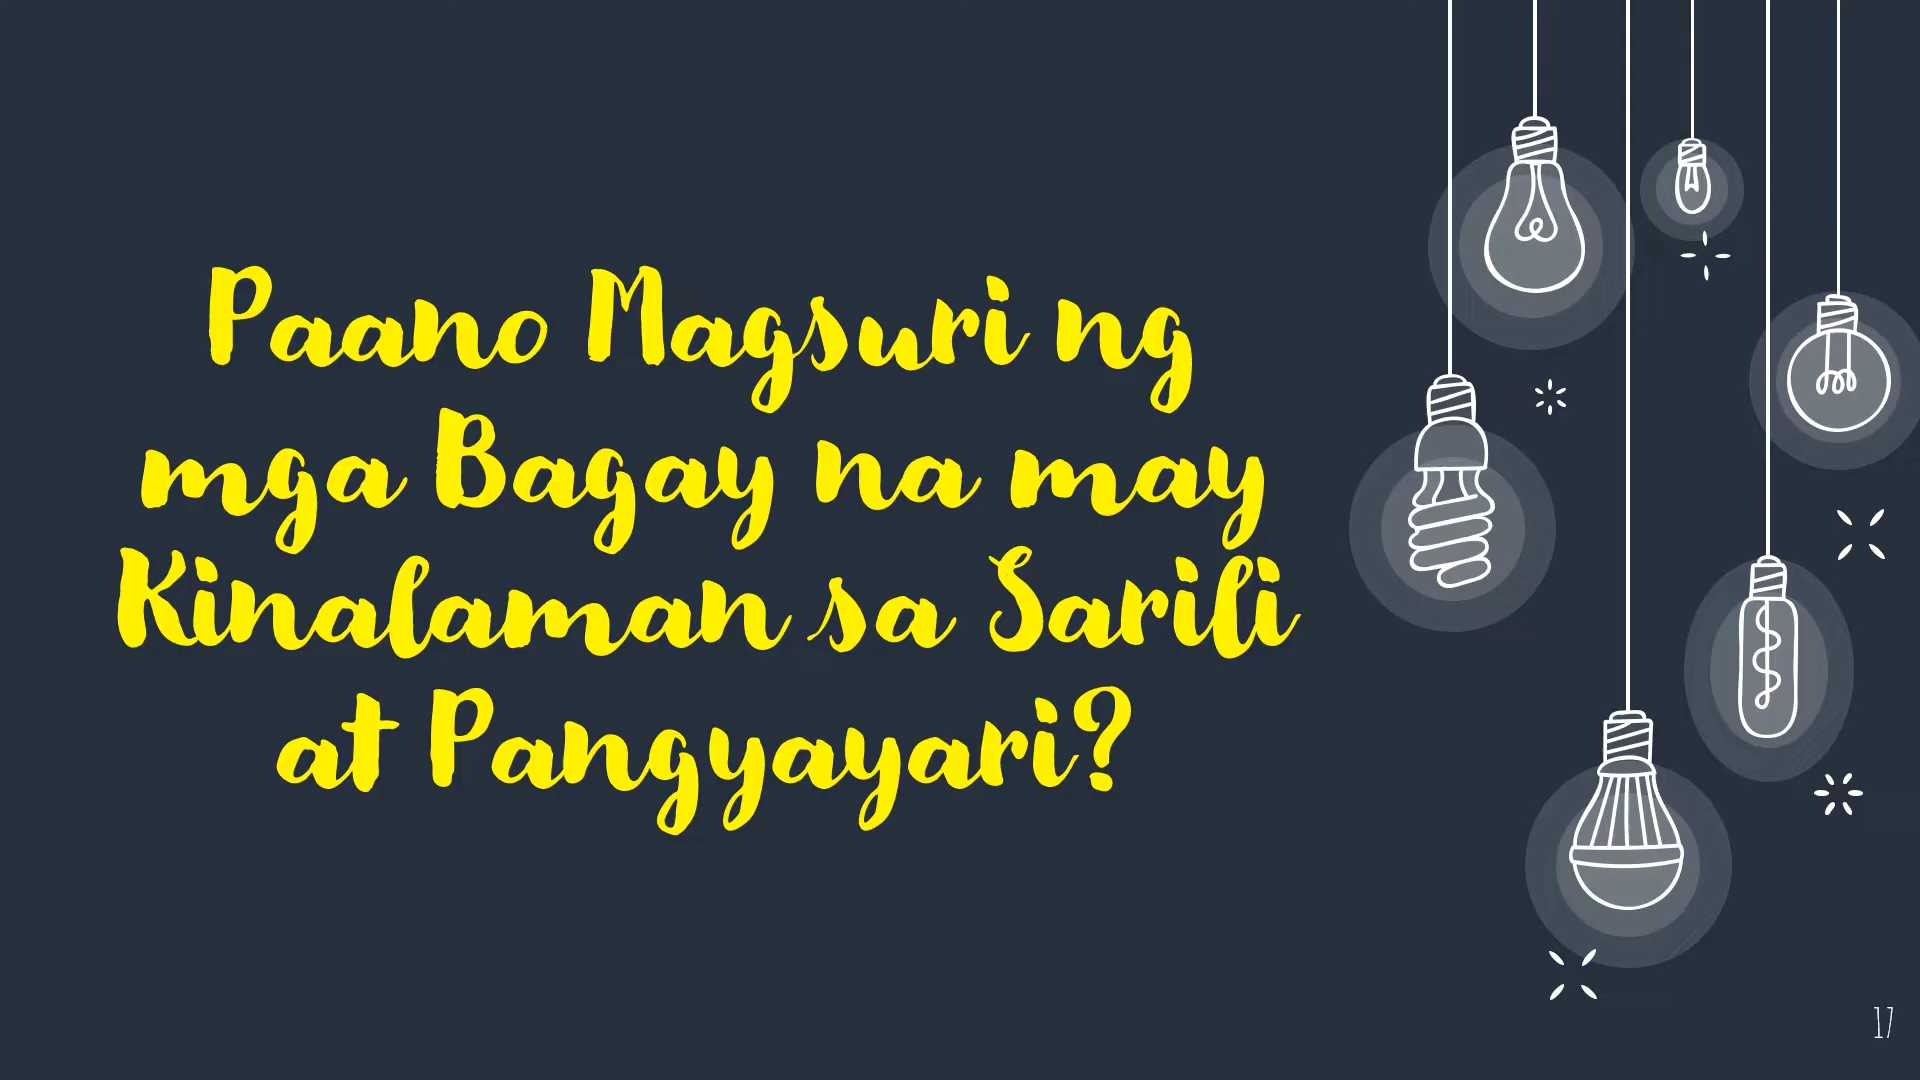 Paano Magsuri ng
mga Bagay na may
Kinalaman sa Sarili
at Pangyayari?
17